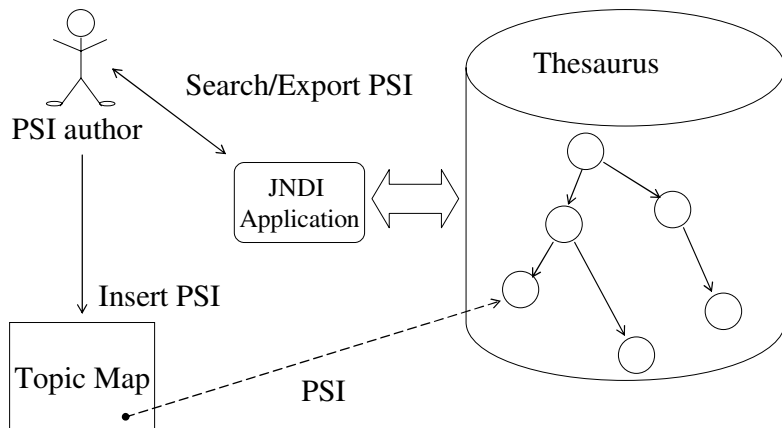 Thesaurus
Search/Export PSI
PSI author
JNDI
Application
Insert PSI
Topic Map
PSI